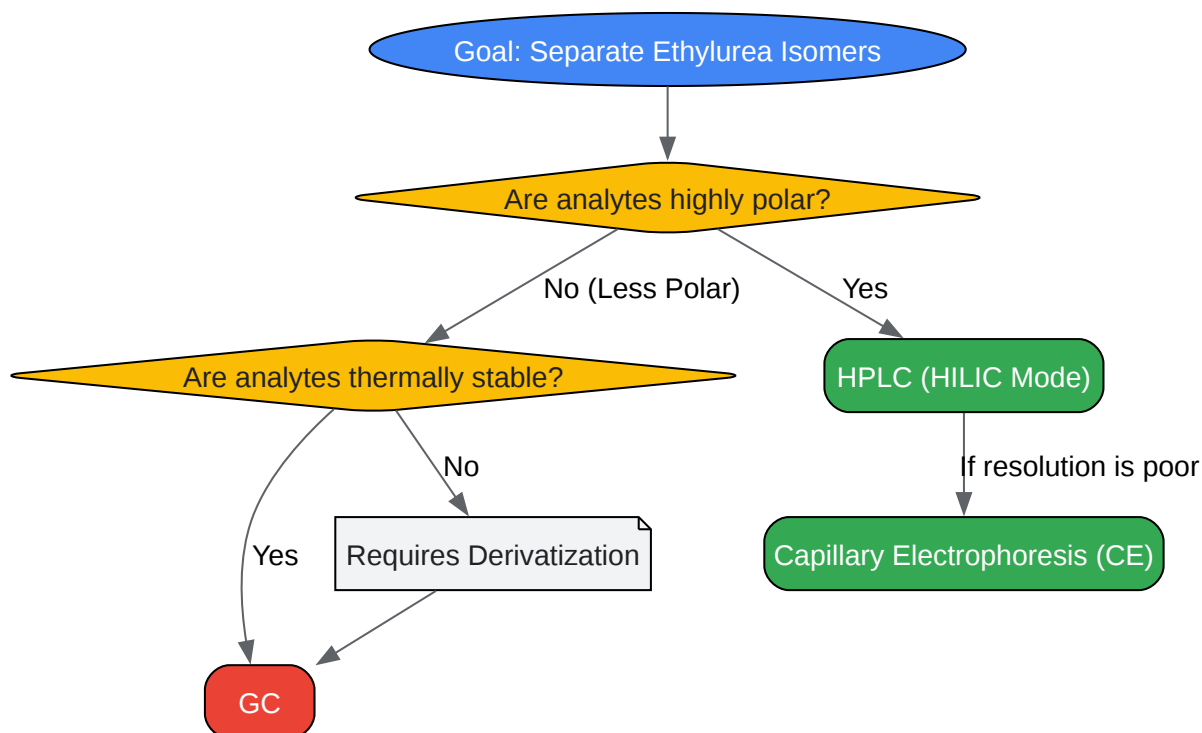 Goal: Separate Ethylurea Isomers
Are analytes highly polar?
No (Less Polar)
Yes
Are analytes thermally stable?
HPLC (HILIC Mode)
No
If resolution is poor
Yes
Requires Derivatization
Capillary Electrophoresis (CE)
GC